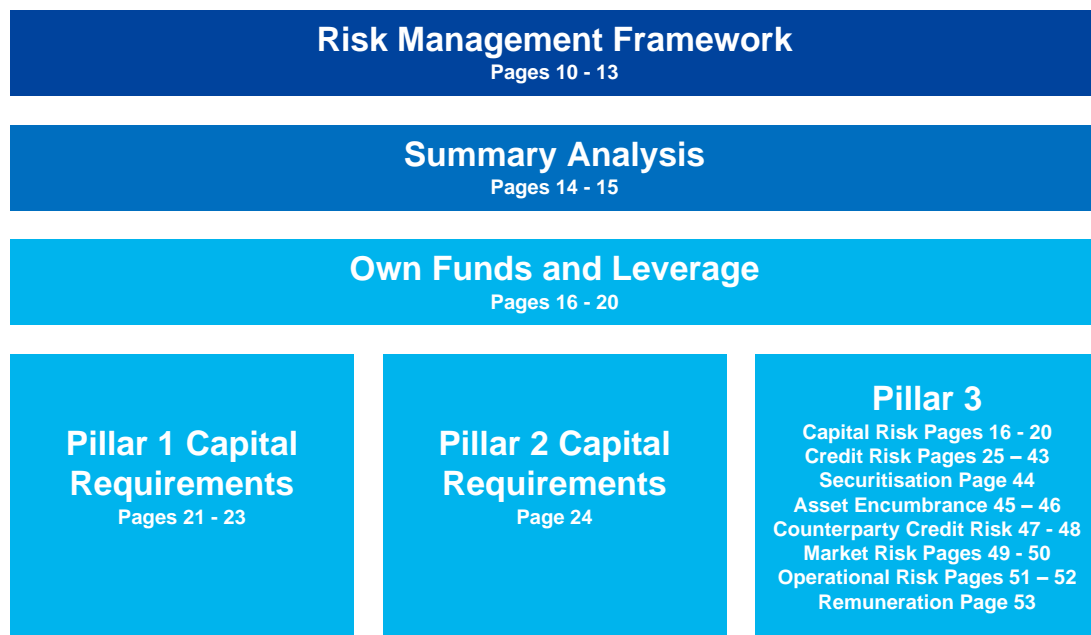 Risk Management Framework
Pages 10 - 13
Summary Analysis
Pages 14 - 15
Own Funds and Leverage
Pages 16 - 20
Pillar 1 Capital
Requirements
Pages 21 - 23
Pillar 2 Capital
Requirements
Page 24
Pillar 3
Capital Risk Pages 16 - 20
Credit Risk Pages 25 – 43
Securitisation Page 44
Asset Encumbrance 45 – 46
Counterparty Credit Risk 47 - 48
Market Risk Pages 49 - 50
Operational Risk Pages 51 – 52
Remuneration Page 53